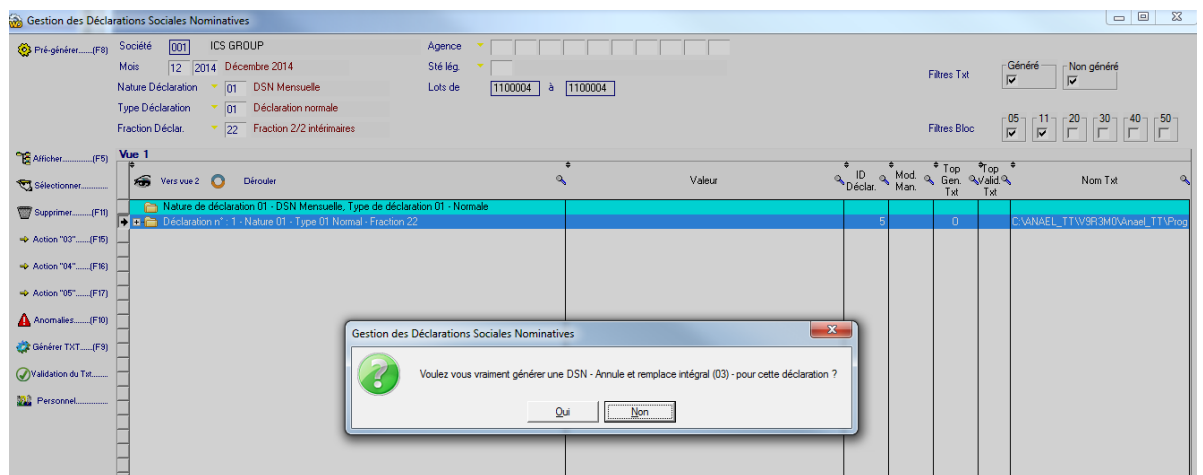 Gestion des Déclarations Sociales Nominatives
Pré-générer......(F8) Société 001 ICS GROUP Agence
Mois 12 2014 Décembre 2014 Sté lég.
Filtres Txt Généré Non généré
Nature Déclaration 01 DSN Mensuelle Lots de 1100004 à 1100004
Type Déclaration 01 Déclaration normale
Fraction Déclar. 22 Fraction 2/2 intérimaires Filtres Bloc 05 11 20 30 40 50
Afficher.............(F5) Vue 1
Sélectionner............ Vers vue 2 Dérouler Valeur ID Déclar. Mod. Man. Top Gen. Txt Top Valid. Txt Nom Txt
Nature de déclaration 01 - DSN Mensuelle, Type de déclaration 01 - Normale
Supprimer.........(F11) Déclaration n° : 1 - Nature 01 - Type 01 Normal - Fraction 22 5 O C:\ANAEL_TT\V9R3M0\Anael_TT\Prog
Action "03".......(F15)
Action "04".......(F16)
Action "05".......(F17)
Anomalies........(F10)
Générer TXT.....(F9)
Validation du Txt........
Personnel..............
Gestion des Déclarations Sociales Nominatives
Voulez vous vraiment générer une DSN - Annule et remplace intégral (03) - pour cette déclaration ?
Oui Non